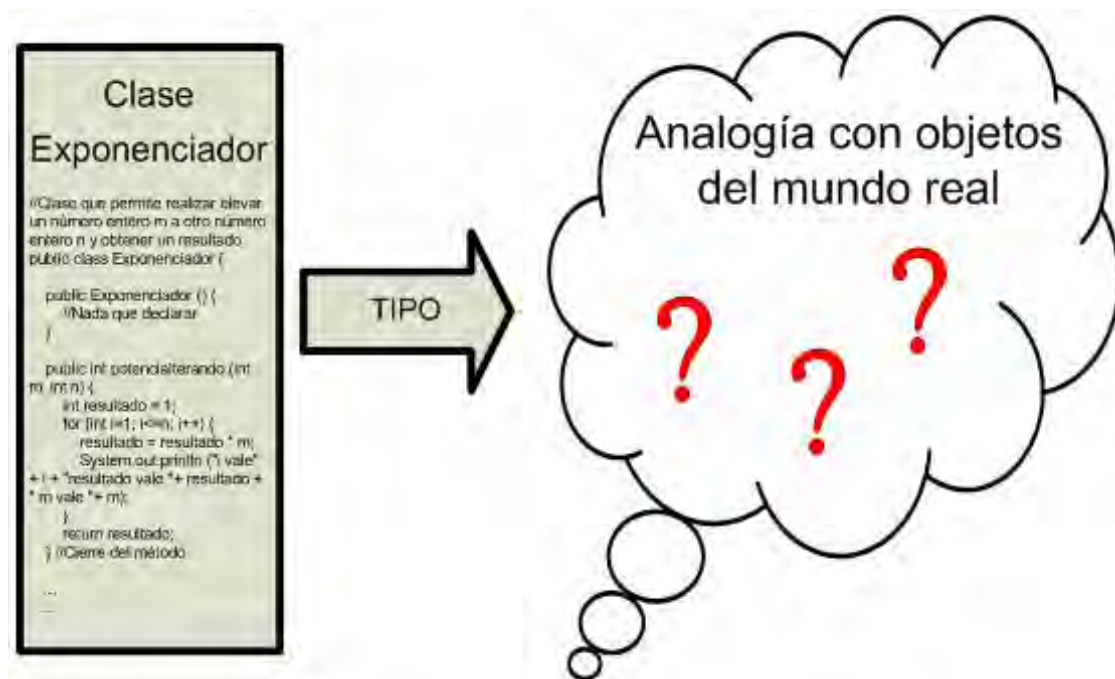 Clase
Exponenciador
//Clase que permite realizar elevar
un número entero m a otro número
entero n y obtener un resultado
public class Exponenciador {
public Exponenciador () {
//Nada que declarar
}
public int potenciaIterando (int
m, int n) {
int resultado = 1;
for (int i=1; i<=n; i++) {
resultado = resultado * m;
System.out.println ("i vale"
+ i + "resultado vale "+ resultado +
" m vale "+ m);
}
return resultado;
} //Cierre del método
...
...
TIPO
Analogía con objetos
del mundo real
? ? ?